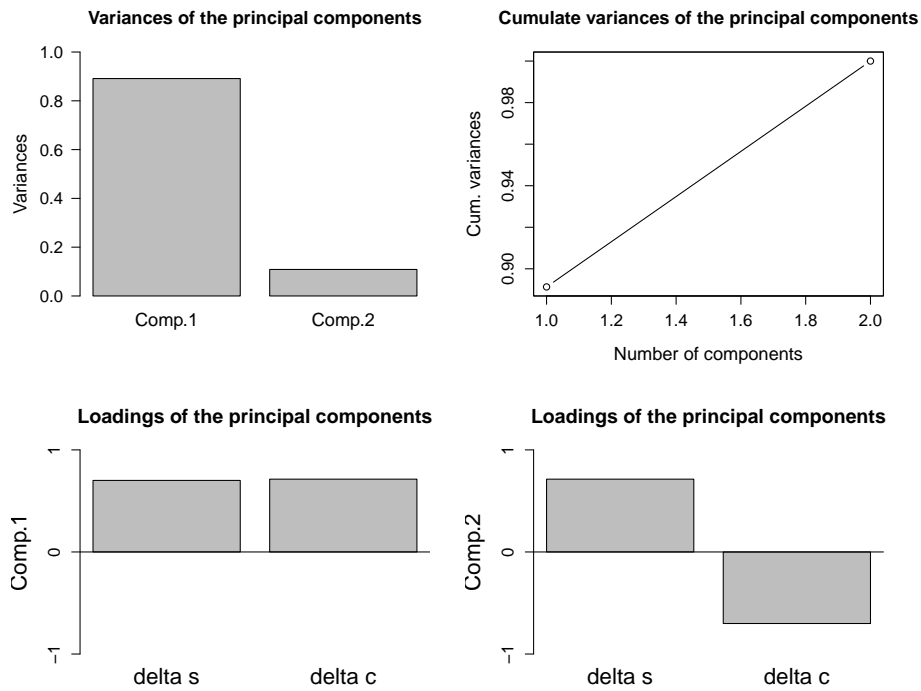 Variances of the principal components
Variances
0.0
0.2
0.4
0.6
0.8
1.0
Comp.1
Comp.2
Cumulate variances of the principal components
Cum. variances
0.90
0.94
0.98
1.0
1.2
1.4
1.6
1.8
2.0
Number of components
Loadings of the principal components
Comp.1
−1
0
1
delta s
delta c
Loadings of the principal components
Comp.2
−1
0
1
delta s
delta c